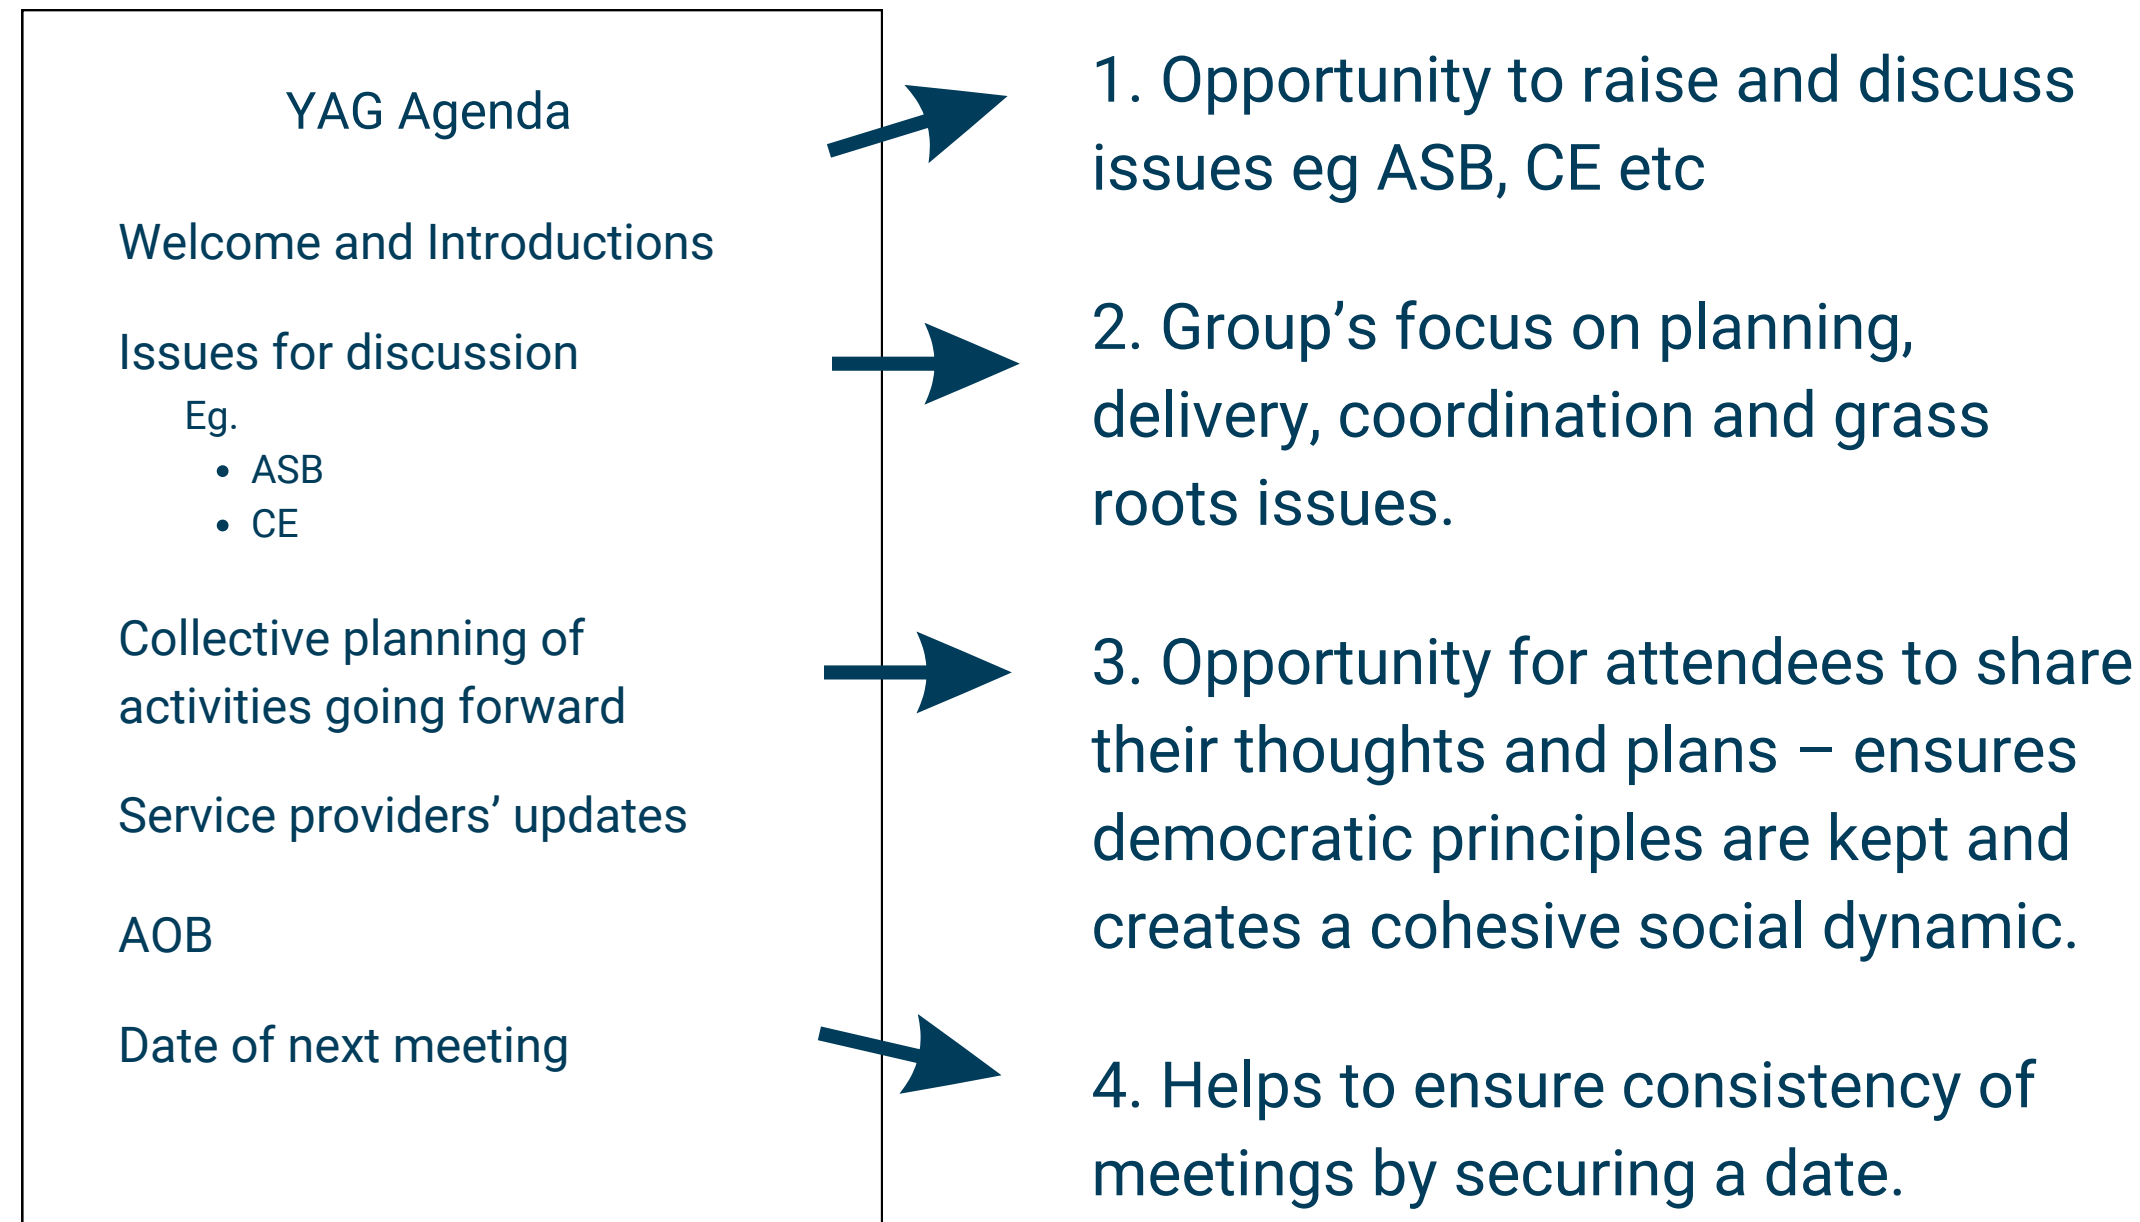 YAG Agenda
Welcome and Introductions
Issues for discussion
Eg.
• ASB
• CE
Collective planning of
activities going forward
Service providers’ updates
AOB
Date of next meeting
1. Opportunity to raise and discuss
issues eg ASB, CE etc
2. Group’s focus on planning,
delivery, coordination and grass
roots issues.
3. Opportunity for attendees to share
their thoughts and plans – ensures
democratic principles are kept and
creates a cohesive social dynamic.
4. Helps to ensure consistency of
meetings by securing a date.